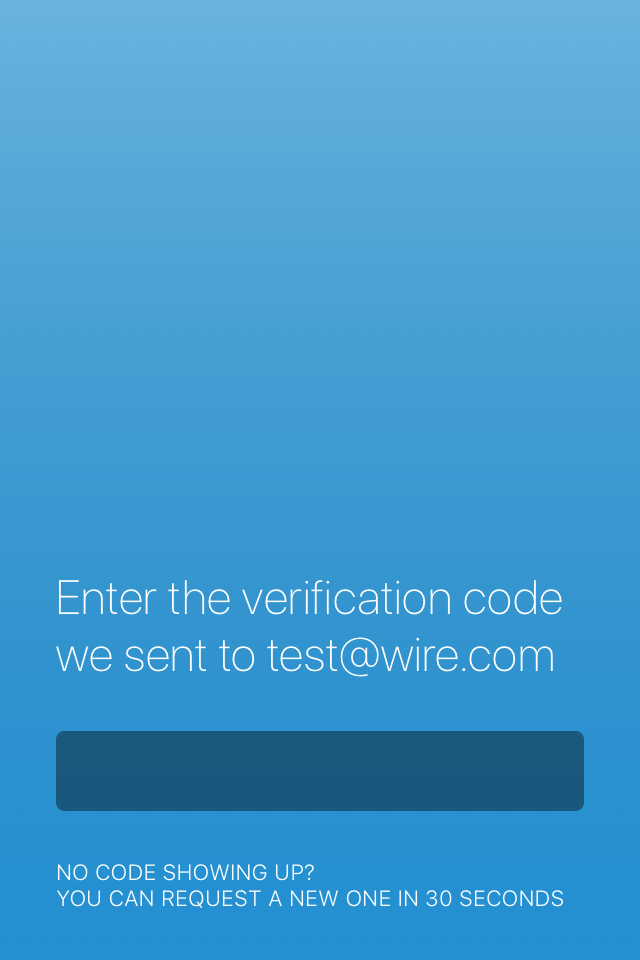 Enter the verification code
we sent to test@wire.com
NO CODE SHOWING UP?
YOU CAN REQUEST A NEW ONE IN 30 SECONDS